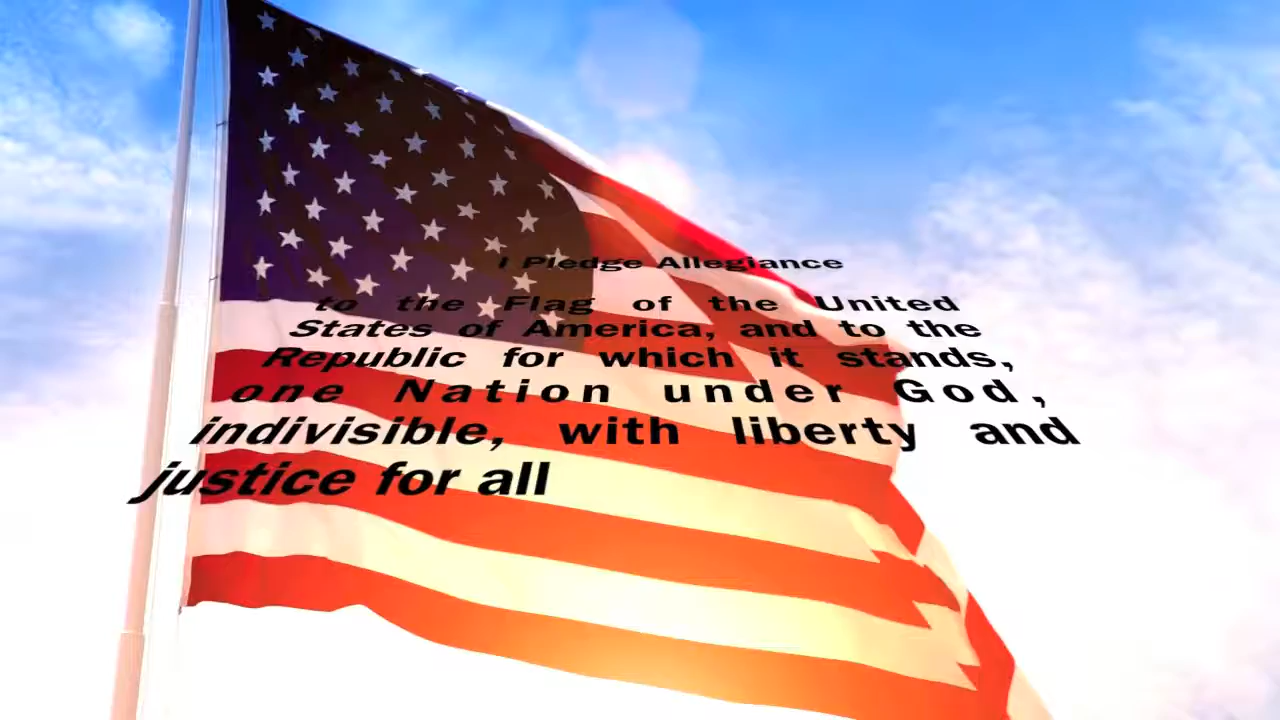 I Pledge Allegiance
to the Flag of the United
States of America, and to the
Republic for which it stands,
one Nation under God,
indivisible, with liberty and
justice for all